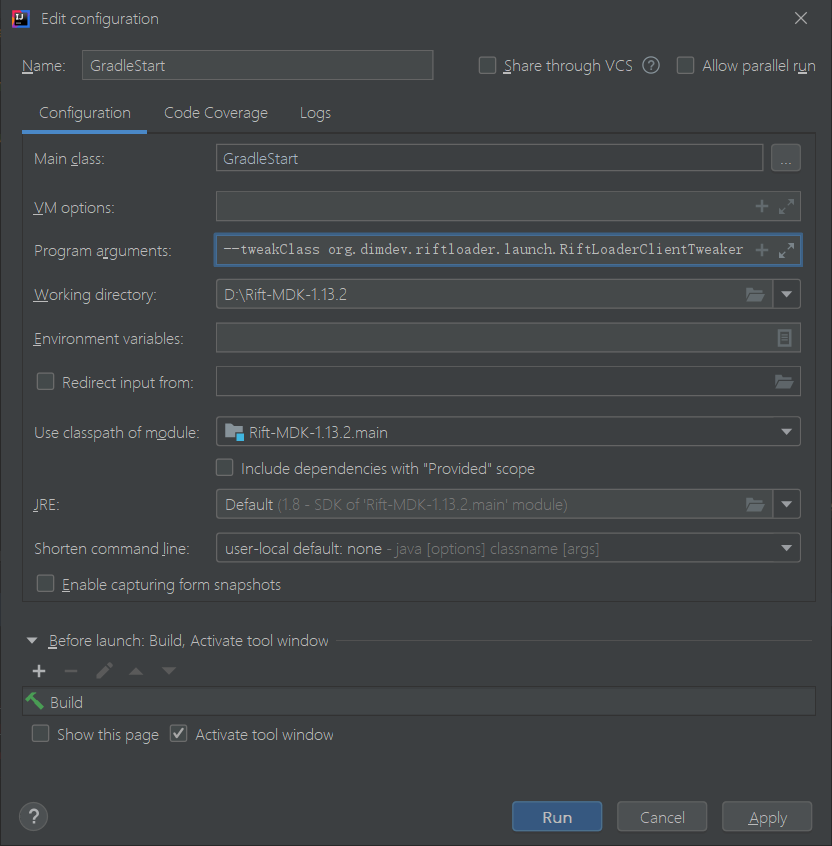 Edit configuration
Name: GradleStart Share through VCS ? Allow parallel run
Configuration Code Coverage Logs
Main class: GradleStart ...
VM options:
Program arguments: --tweakClass org.dimdev.riftloader.launch.RiftLoaderClientTweaker
Working directory: D:\Rift-MDK-1.13.2
Environment variables:
Redirect input from:
Use classpath of module: Rift-MDK-1.13.2.main
Include dependencies with "Provided" scope
JRE: Default (1.8 - SDK of 'Rift-MDK-1.13.2.main' module)
Shorten command line: user-local default: none - java [options] classname [args]
Enable capturing form snapshots
Before launch: Build, Activate tool window
Build
Show this page Activate tool window
? Run Cancel Apply